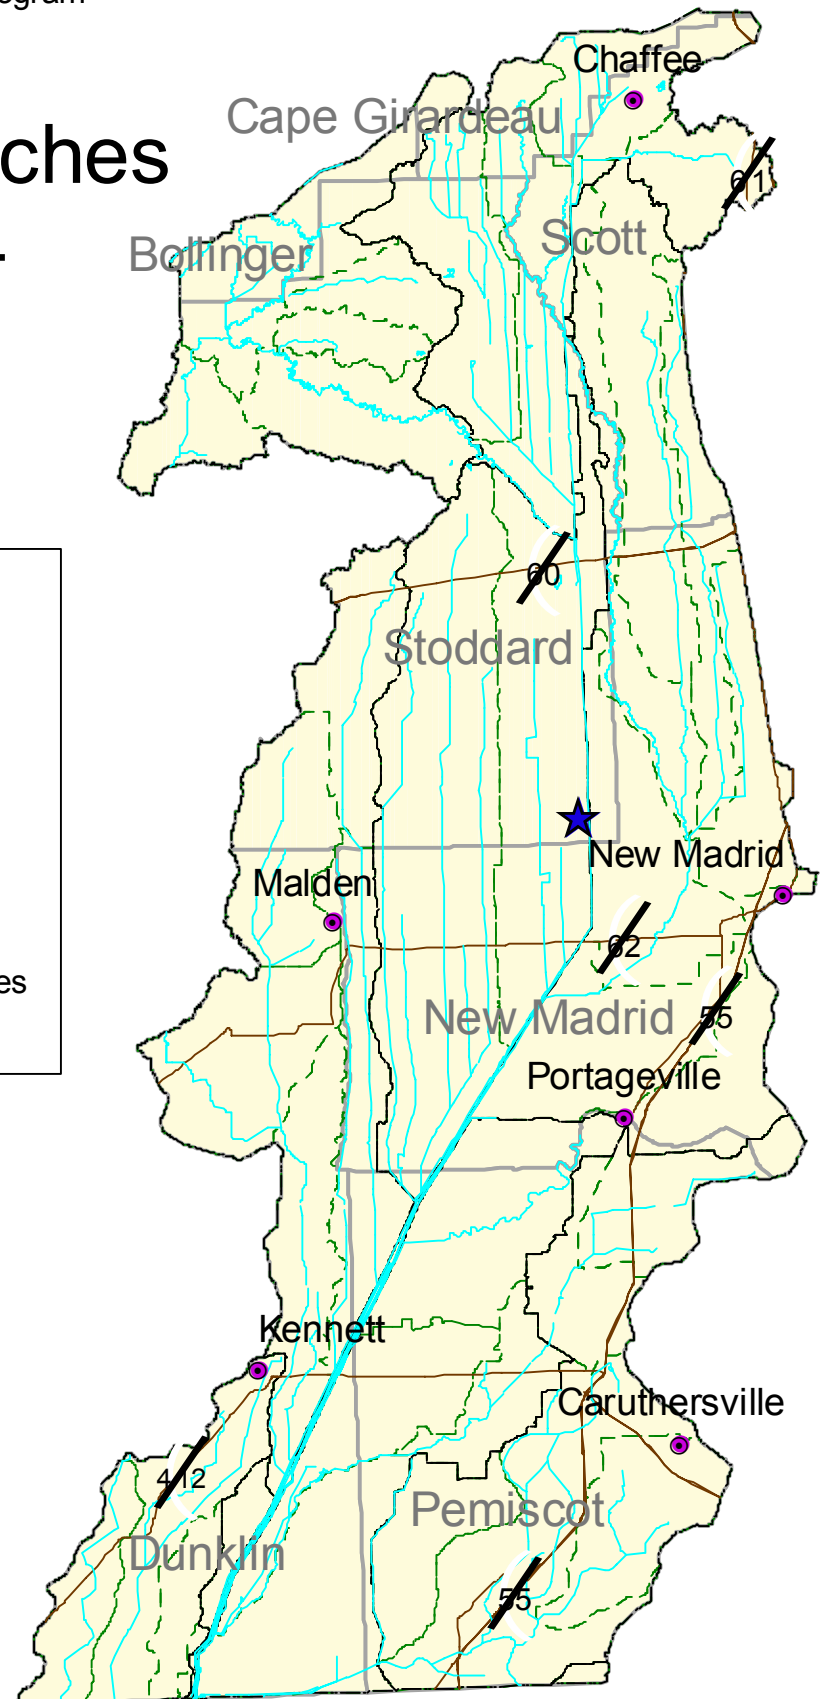 ogram
Chaffee
Cape Girardeau
ches
61
Scott
Bollinger
60
Stoddard
New Madrid
Malden
62
es
New Madrid
55
Portageville
Kennett
Caruthersville
412
Pemiscot
Dunklin
55